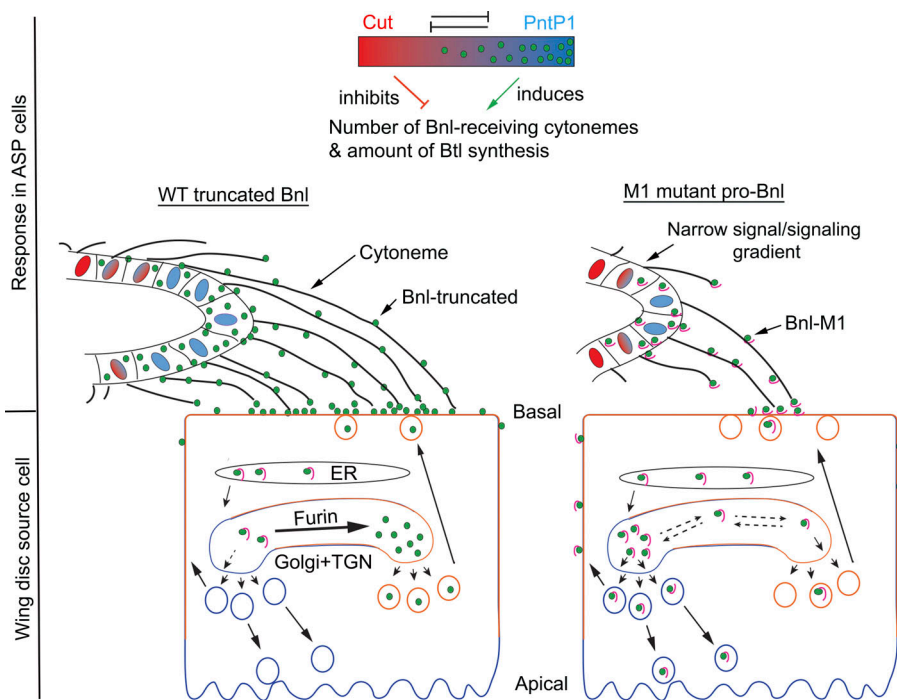 Cut
PntP1
inhibits
induces
Number of Bnl-receiving cytonemes
& amount of Btl synthesis
Response in ASP cells
WT truncated Bnl
M1 mutant pro-Bnl
Cytoneme
Bnl-truncated
Narrow signal/signaling
gradient
Bnl-M1
Basal
Wing disc source cell
ER
Furin
Golgi+TGN
Apical